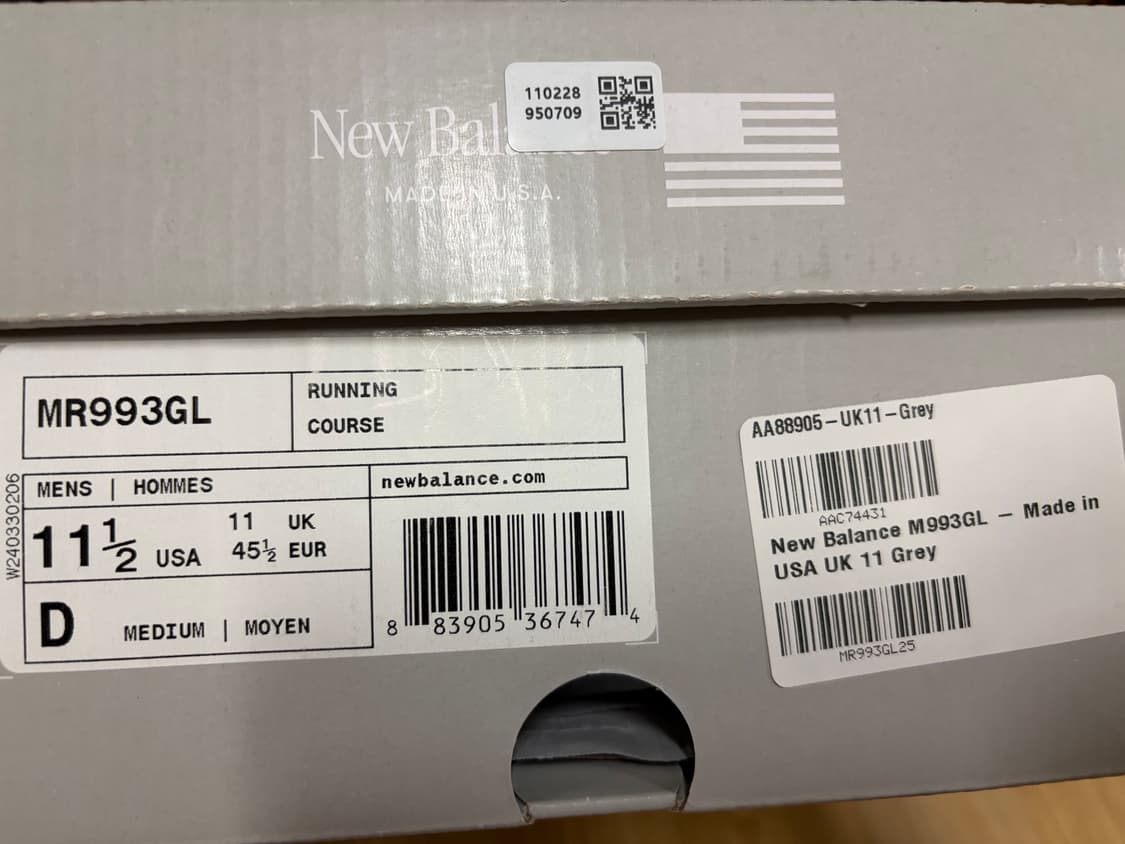 110228
950709
New Bal
MADE IN U.S.A.
MR993GL
RUNNING
COURSE
MENS | HOMMES
newbalance.com
11½ USA
11 UK
45½ EUR
D
MEDIUM | MOYEN
8 83905 36747 4
W240330206
AA88905-UK11-Grey
AAC74431
New Balance M993GL – Made in
USA UK 11 Grey
MR993GL25